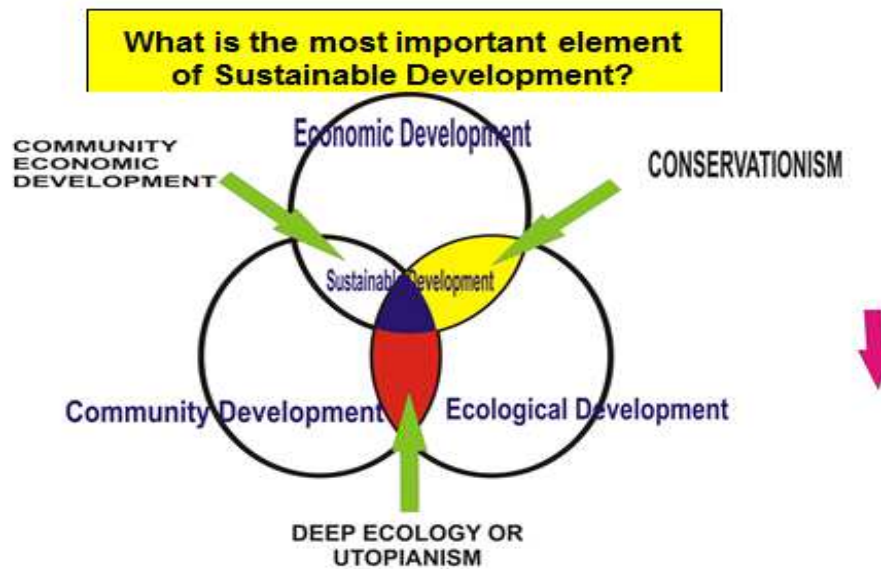 What is the most important element
of Sustainable Development?
Economic Development
COMMUNITY
ECONOMIC
DEVELOPMENT
CONSERVATIONISM
Sustainable Development
Community Development
Ecological Development
DEEP ECOLOGY OR
UTOPIANISM